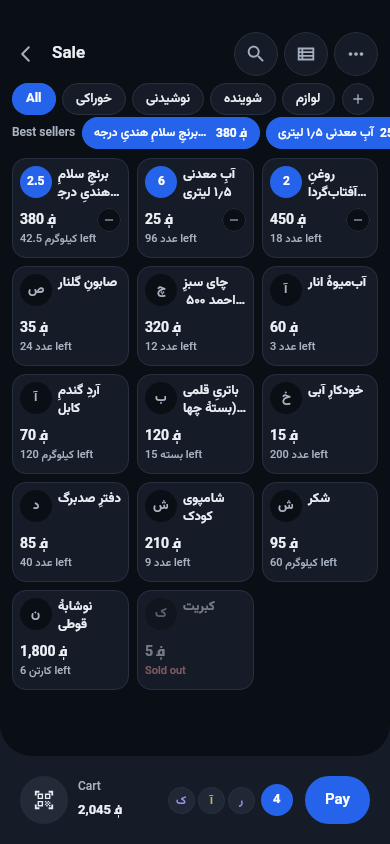 Sale
All
خوراکی
نوشیدنی
شوینده
لوازم
Best sellers
برنجِ سلامِ هندیِ درجه… 380 ؋
آبِ معدنی ۱٫۵ لیتری 25
2.5
برنجِ سلامِ
هندیِ درجـ…
380 ؋
42.5 کیلوگرم left
6
آبِ معدنی
۱٫۵ لیتری
25 ؋
96 عدد left
2
روغنِ
آفتاب‌گردا…
450 ؋
18 عدد left
ص
صابونِ گلنار
35 ؋
24 عدد left
چ
چای سبزِ
احمد ۵۰۰…
320 ؋
12 عدد left
آ
آب‌میوهٔ انار
60 ؋
3 عدد left
آ
آردِ گندمِ
کابل
70 ؋
120 کیلوگرم left
ب
باتریِ قلمی
(بستهٔ چها…
120 ؋
15 بسته left
خ
خودکارِ آبی
15 ؋
200 عدد left
د
دفترِ صدبرگ
85 ؋
40 عدد left
ش
شامپوی
کودک
210 ؋
9 عدد left
ش
شکر
95 ؋
60 کیلوگرم left
ن
نوشابهٔ
قوطی
1,800 ؋
6 کارتن left
ک
کبریت
5 ؋
Sold out
Cart
2,045 ؋
ک
آ
ر
4
Pay